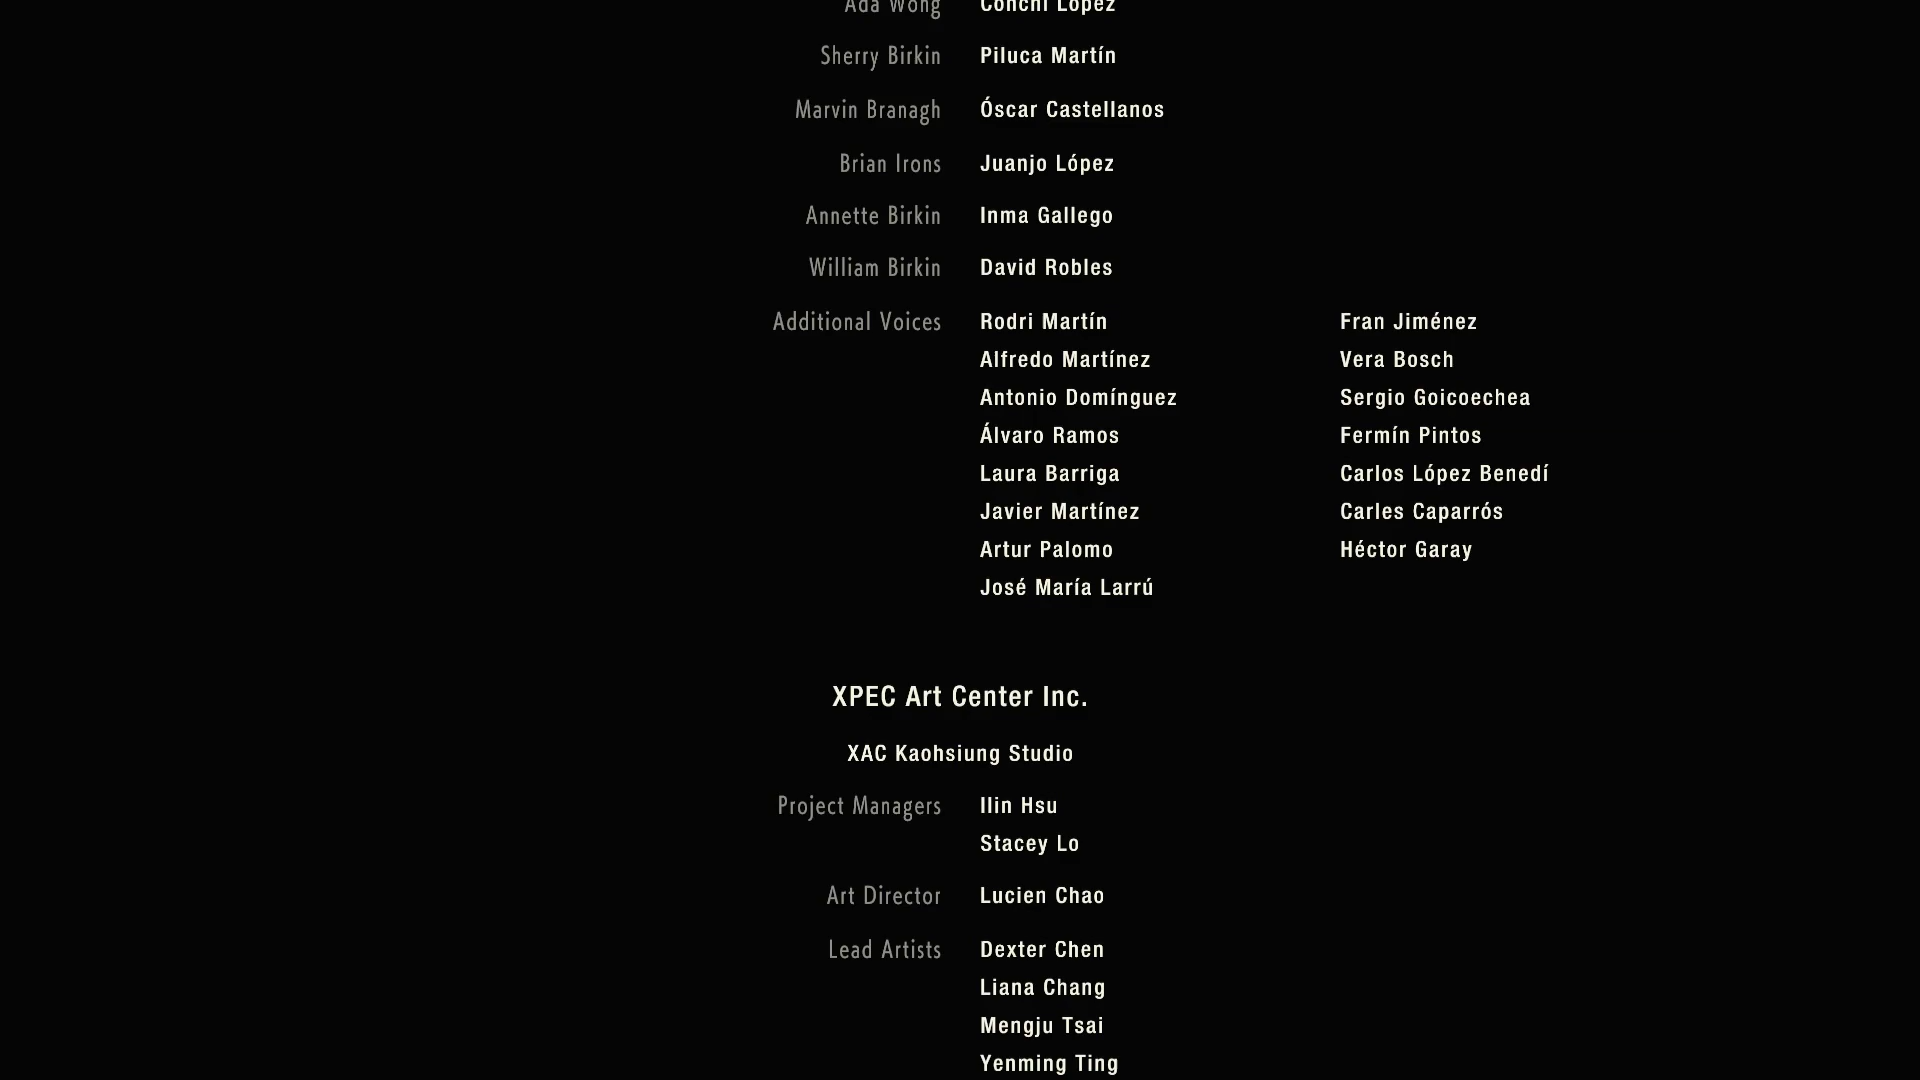 Ada Wong Conchi López
Sherry Birkin Piluca Martín
Marvin Branagh Óscar Castellanos
Brian Irons Juanjo López
Annette Birkin Inma Gallego
William Birkin David Robles
Additional Voices Rodri Martín Fran Jiménez
Alfredo Martínez Vera Bosch
Antonio Domínguez Sergio Goicoechea
Álvaro Ramos Fermín Pintos
Laura Barriga Carlos López Benedí
Javier Martínez Carles Caparrós
Artur Palomo Héctor Garay
José María Larrú
XPEC Art Center Inc.
XAC Kaohsiung Studio
Project Managers Ilin Hsu
Stacey Lo
Art Director Lucien Chao
Lead Artists Dexter Chen
Liana Chang
Mengju Tsai
Yenming Ting